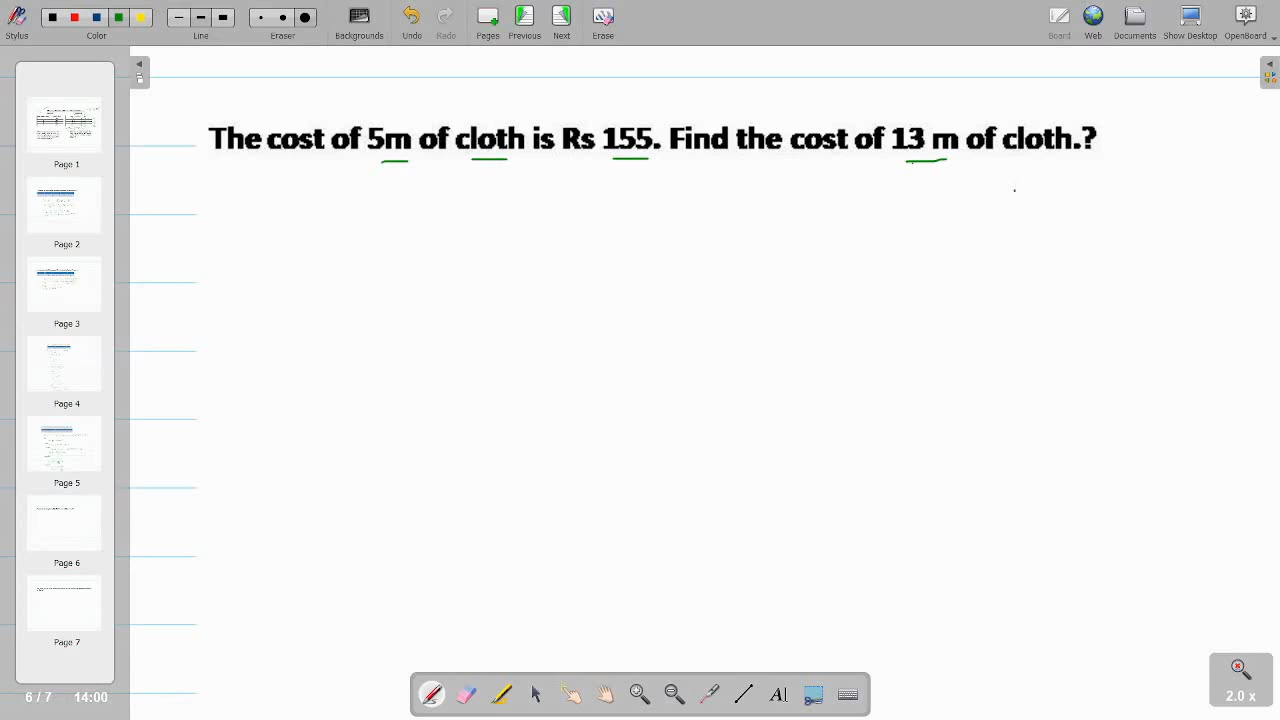 Stylus Color Line Eraser Backgrounds Undo Redo Pages Previous Next Erase Board Web Documents Show Desktop OpenBoard
The cost of 5m of cloth is Rs 155. Find the cost of 13 m of cloth.?
Page 1
Page 2
Page 3
Page 4
Page 5
Page 6
Page 7
6 / 7 14:00
AI
2.0 x